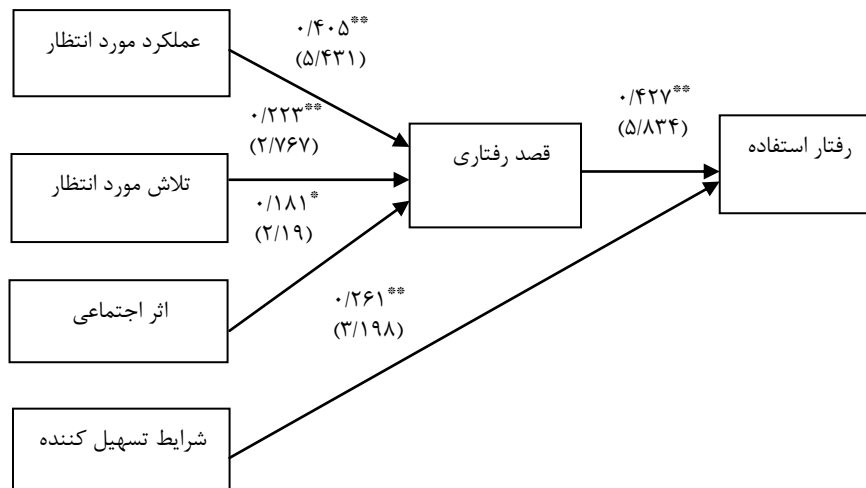 عملکرد مورد انتظار
۰/۴۰۵**
(۵/۴۳۱)
۰/۲۲۳**
(۲/۷۶۷)
۰/۴۲۷**
(۵/۸۳۴)
رفتار استفاده
قصد رفتاری
تلاش مورد انتظار
۰/۱۸۱*
(۲/۱۹)
اثر اجتماعی
۰/۲۶۱**
(۳/۱۹۸)
شرایط تسهیل کننده